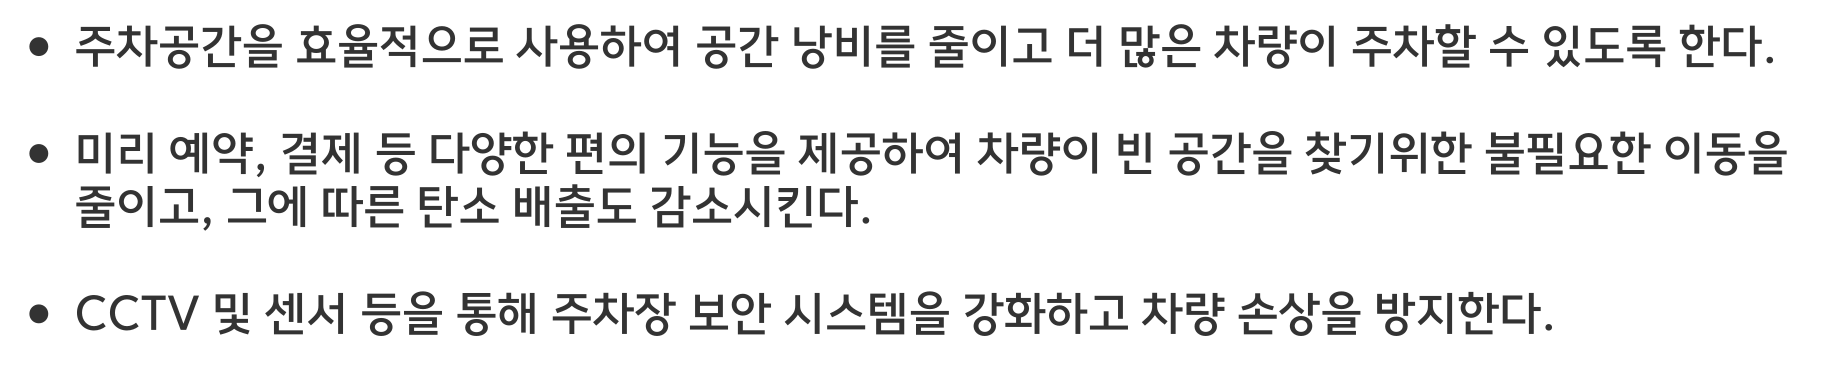 ● 주차공간을 효율적으로 사용하여 공간 낭비를 줄이고 더 많은 차량이 주차할 수 있도록 한다.
● 미리 예약, 결제 등 다양한 편의 기능을 제공하여 차량이 빈 공간을 찾기위한 불필요한 이동을
줄이고, 그에 따른 탄소 배출도 감소시킨다.
● CCTV 및 센서 등을 통해 주차장 보안 시스템을 강화하고 차량 손상을 방지한다.